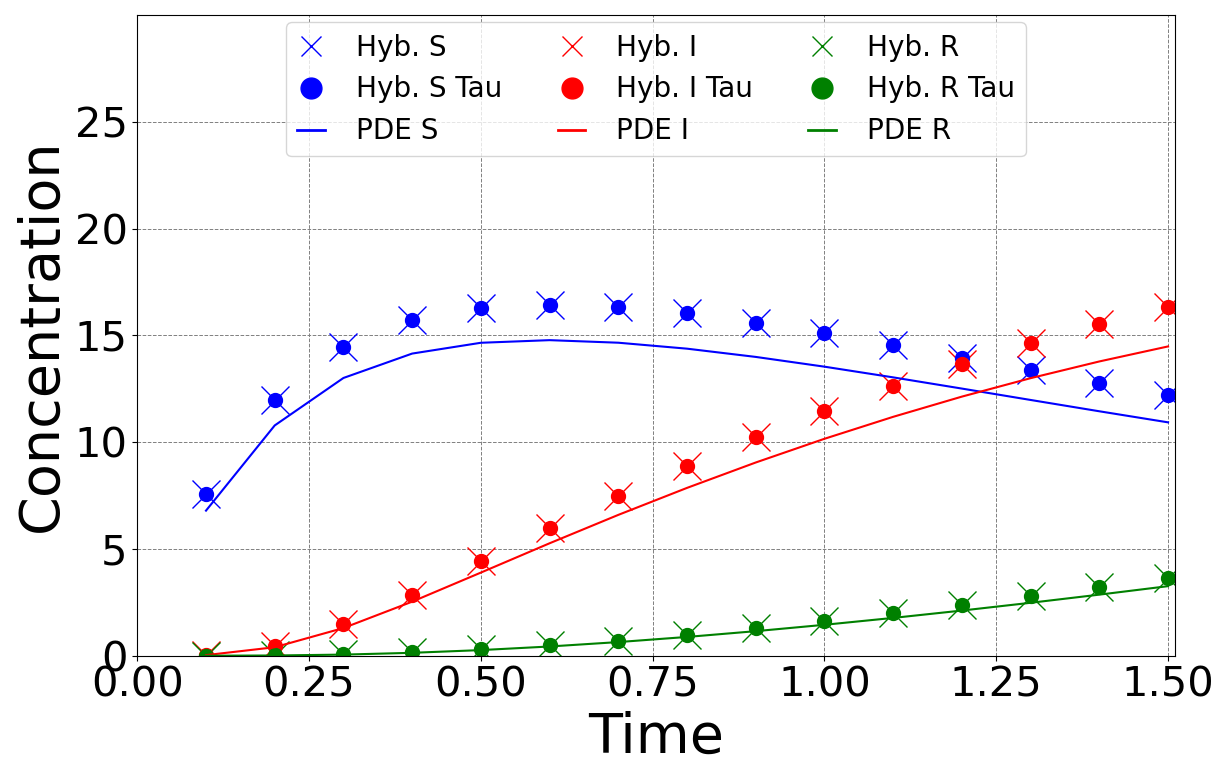 Hyb. S Hyb. I Hyb. R
Hyb. S Tau Hyb. I Tau Hyb. R Tau
PDE S PDE I PDE R
25
20
15
10
5
0
Concentration
0.00 0.25 0.50 0.75 1.00 1.25 1.50
Time